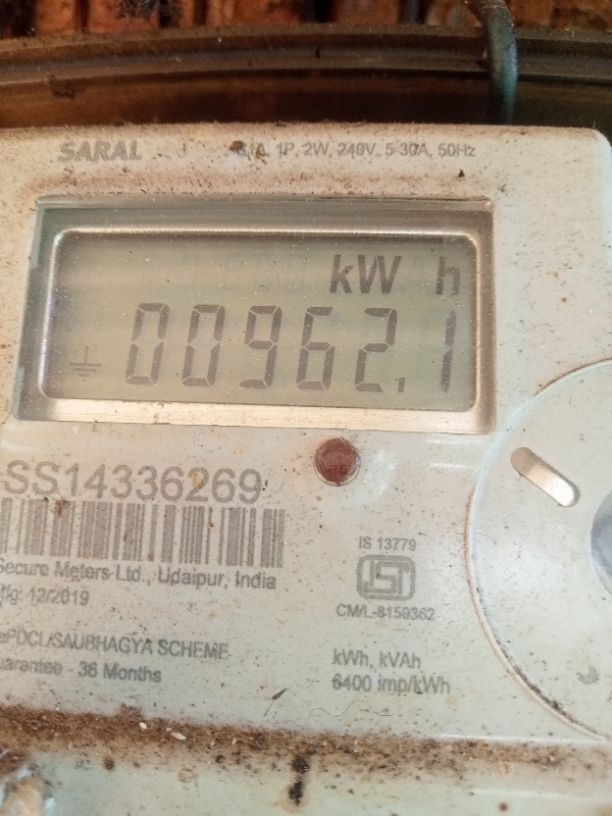 SARAL
1P, 2W, 240V, 5-30A, 50Hz
kW h
00962.1
SS14336269
Secure Meters Ltd., Udaipur, India
Mfg: 12/2019
IS 13779
ISI
CM/L-8159362
SAUBHAGYA SCHEME
Guarantee - 36 Months
kWh, kVAh
6400 imp/kWh